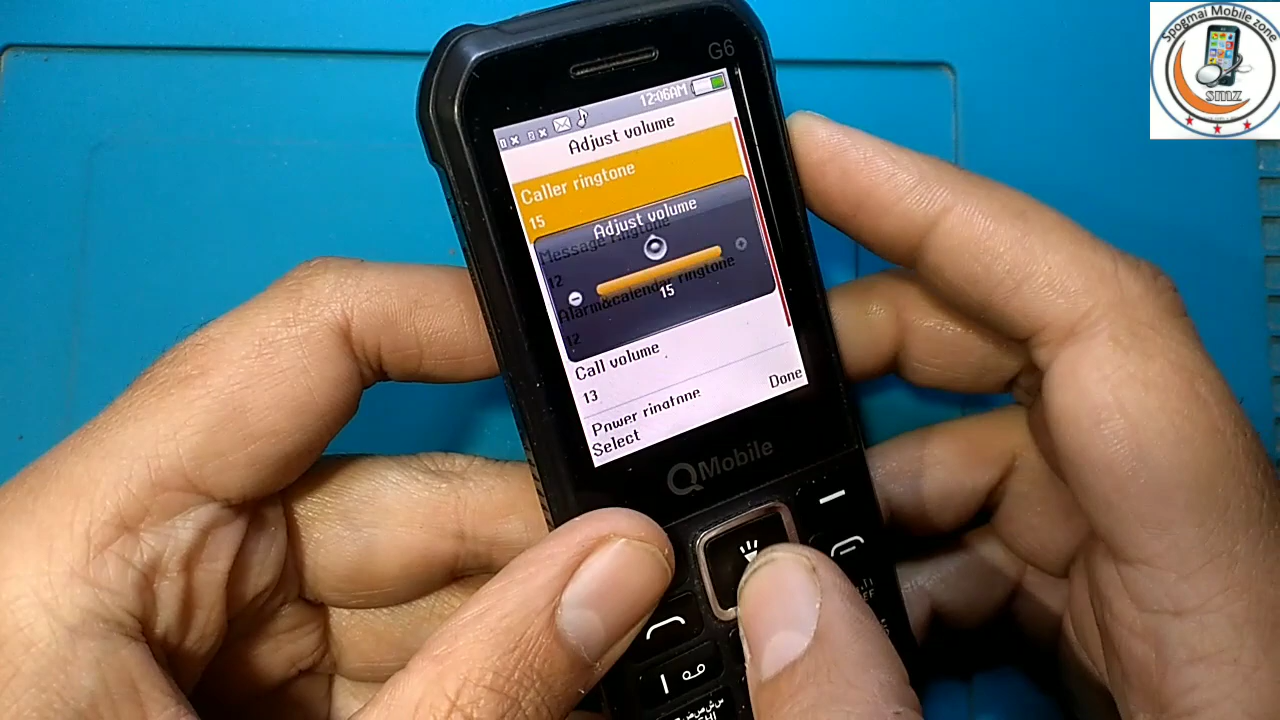 Spogmai Mobile zone
smz
G6
12:06AM
Adjust volume
Caller ringtone
15
Adjust volume
Message ringtone
12
15
Alarm&calendar ringtone
12
Call volume
13
Power ringtone
Select
Done
QMobile